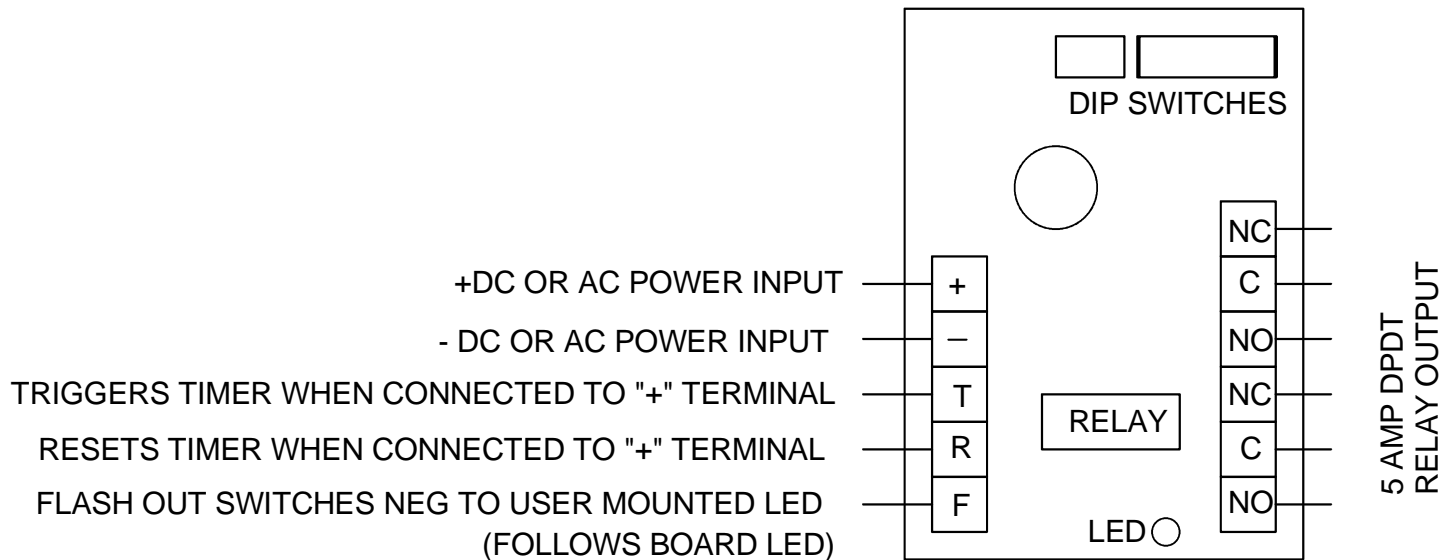 DIP SWITCHES
+DC OR AC POWER INPUT
- DC OR AC POWER INPUT
TRIGGERS TIMER WHEN CONNECTED TO "+" TERMINAL
RESETS TIMER WHEN CONNECTED TO "+" TERMINAL
FLASH OUT SWITCHES NEG TO USER MOUNTED LED
(FOLLOWS BOARD LED)
+
–
T
R
F
RELAY
LED
NC
C
NO
NC
C
NO
5 AMP DPDT
RELAY OUTPUT